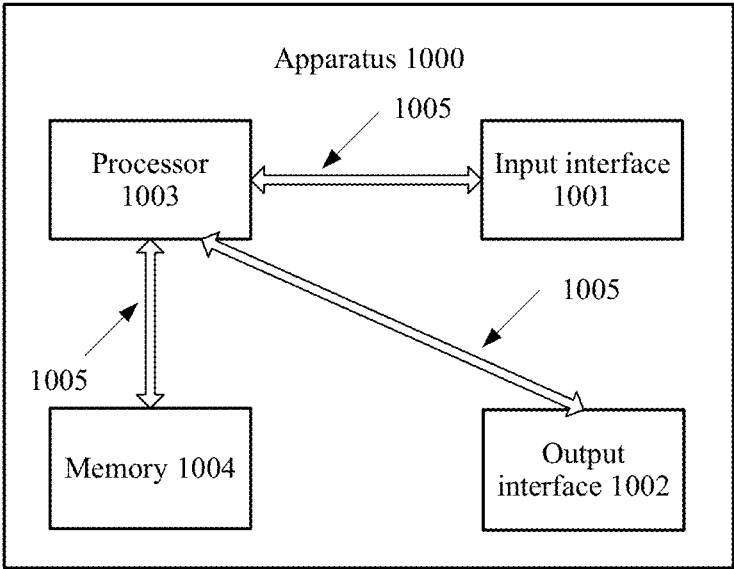 Apparatus 1000
1005
Processor
1003
Input interface
1001
1005
1005
Memory 1004
Output
interface 1002